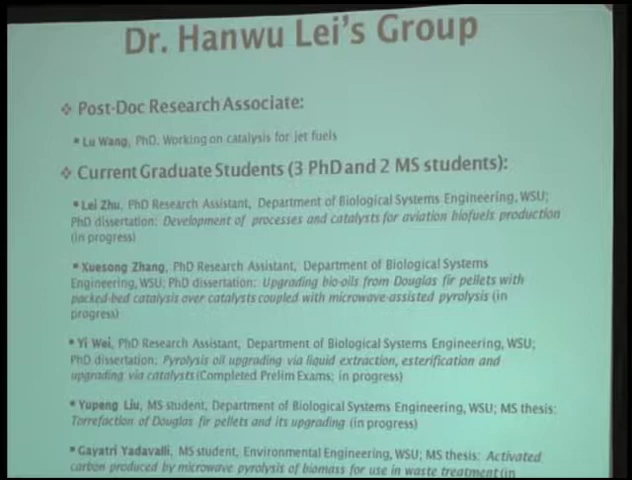 Dr. Hanwu Lei's Group
❖ Post-Doc Research Associate:
▪ Lu Wang, PhD. Working on catalysis for jet fuels
❖ Current Graduate Students (3 PhD and 2 MS students):
▪ Lei Zhu, PhD Research Assistant, Department of Biological Systems Engineering, WSU;
PhD dissertation: Development of processes and catalysts for aviation biofuels production
(in progress)
▪ Xuesong Zhang, PhD Research Assistant, Department of Biological Systems
Engineering, WSU; PhD dissertation: Upgrading bio-oils from Douglas fir pellets with
packed-bed catalysis over catalysts coupled with microwave-assisted pyrolysis (in
progress)
▪ Yi Wei, PhD Research Assistant, Department of Biological Systems Engineering, WSU;
PhD dissertation: Pyrolysis oil upgrading via liquid extraction, esterification and
upgrading via catalysts (Completed Prelim Exams; in progress)
▪ Yupeng Liu, MS student, Department of Biological Systems Engineering, WSU; MS thesis:
Torrefaction of Douglas fir pellets and its upgrading (in progress)
▪ Gayatri Yadavalli, MS student, Environmental Engineering, WSU; MS thesis: Activated
carbon produced by microwave pyrolysis of biomass for use in waste treatment (in